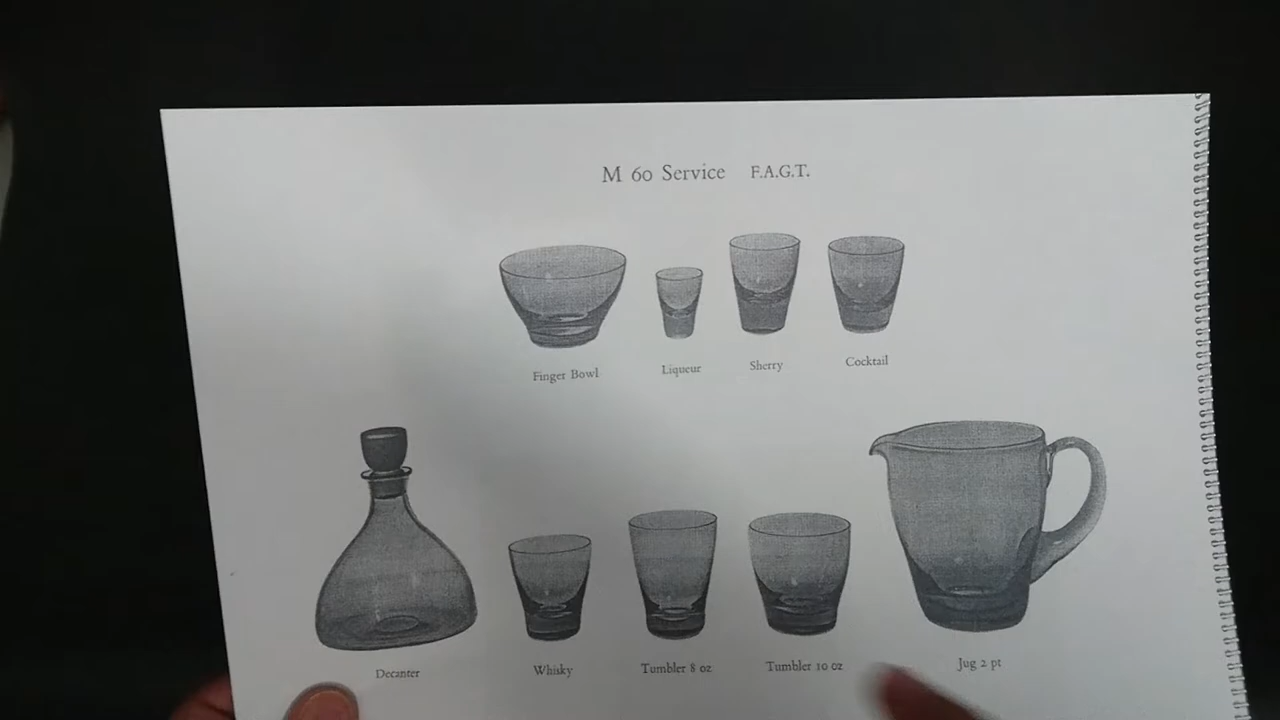 M 60 Service F.A.G.T.
Finger Bowl Liqueur Sherry Cocktail
Decanter Whisky Tumbler 8 oz Tumbler 10 oz Jug 2 pt